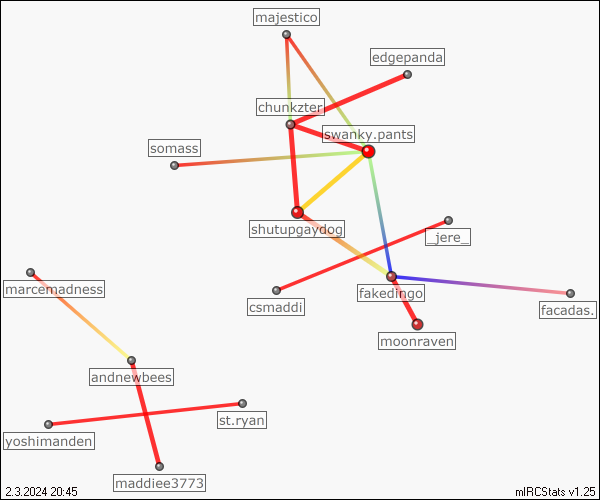 majestico
edgepanda
chunkzter
swanky.pants
somass
shutupgaydog
_jere_
marcemadness
csmaddi
fakedingo
facadas.
moonraven
andnewbees
st.ryan
yoshimanden
maddiee3773
2.3.2024 20:45
mIRCStats v1.25